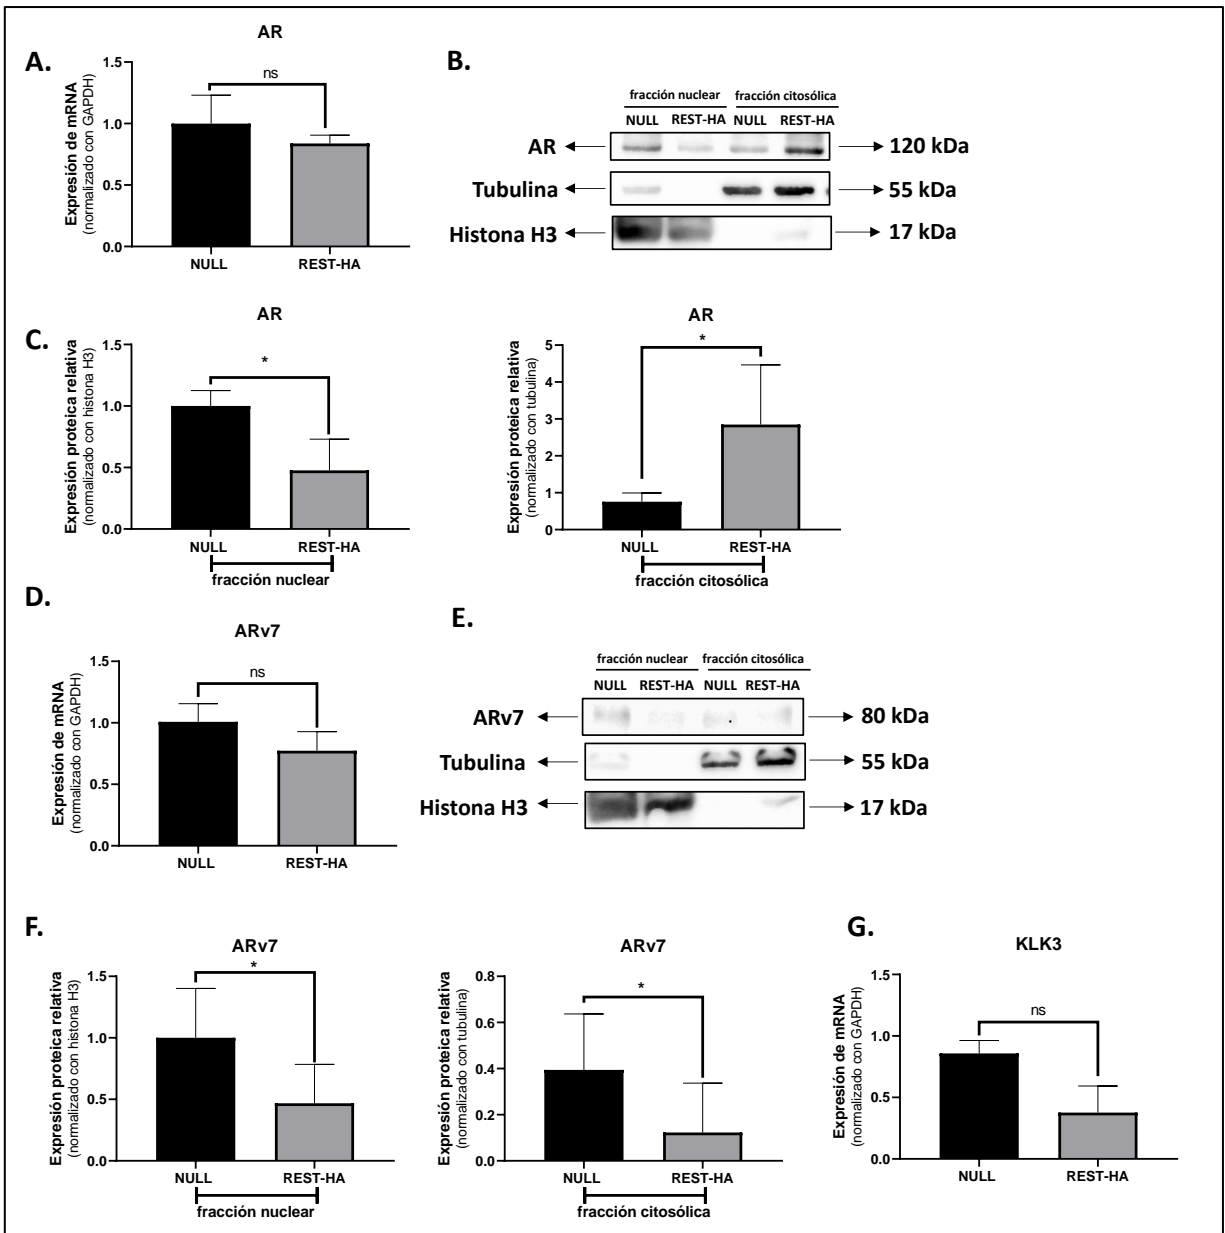 A.
AR
Expresión de mRNA
(normalizado con GAPDH)
1.5
1.0
0.5
0.0
ns
NULL REST-HA
B.
fracción nuclear fracción citosólica
NULL REST-HA NULL REST-HA
AR 120 kDa
Tubulina 55 kDa
Histona H3 17 kDa
C.
AR
Expresión proteica relativa
(normalizado con histona H3)
1.5
1.0
0.5
0.0
*
NULL REST-HA
fracción nuclear
AR
Expresión proteica relativa
(normalizado con tubulina)
5
4
3
2
1
0
*
NULL REST-HA
fracción citosólica
D.
ARv7
Expresión de mRNA
(normalizado con GAPDH)
1.5
1.0
0.5
0.0
ns
NULL REST-HA
E.
fracción nuclear fracción citosólica
NULL REST-HA NULL REST-HA
ARv7 80 kDa
Tubulina 55 kDa
Histona H3 17 kDa
F.
ARv7
Expresión proteica relativa
(normalizado con histona H3)
1.5
1.0
0.5
0.0
*
NULL REST-HA
fracción nuclear
ARv7
Expresión proteica relativa
(normalizado con tubulina)
0.8
0.6
0.4
0.2
0.0
*
NULL REST-HA
fracción citosólica
G.
KLK3
Expresión de mRNA
(normalizado con GAPDH)
1.5
1.0
0.5
0.0
ns
NULL REST-HA